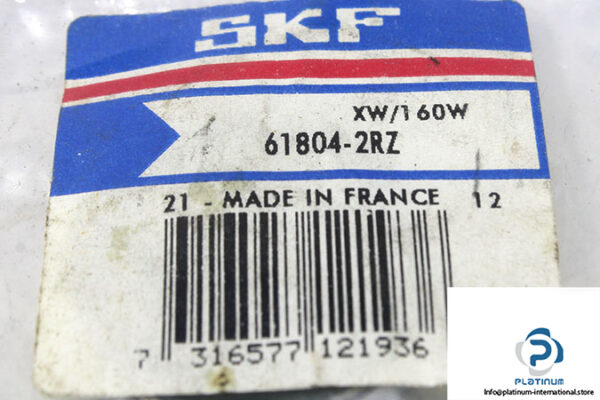 SKF
XW/160W
61804-2RZ
21 - MADE IN FRANCE 12
7 316577 121936
PLATINUM
Info@platinum-international.store